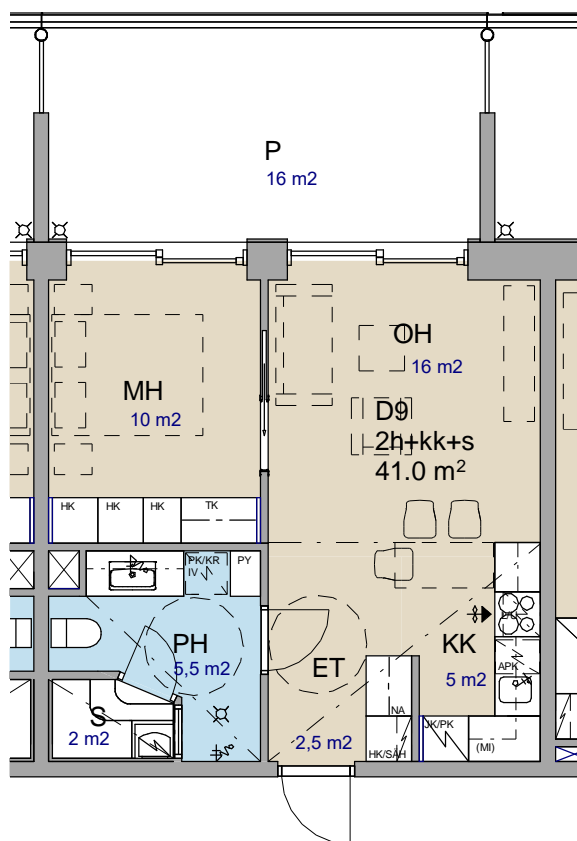 P
16 m2
OH
16 m2
MH
10 m2
D9
2h+kk+s
41.0 m²
HK
HK
HK
TK
PK/KR
IV
PY
PH
5,5 m2
ET
2,5 m2
KK
5 m2
APK
S
2 m2
NA
HK/SÄH
JK/PK
(MI)